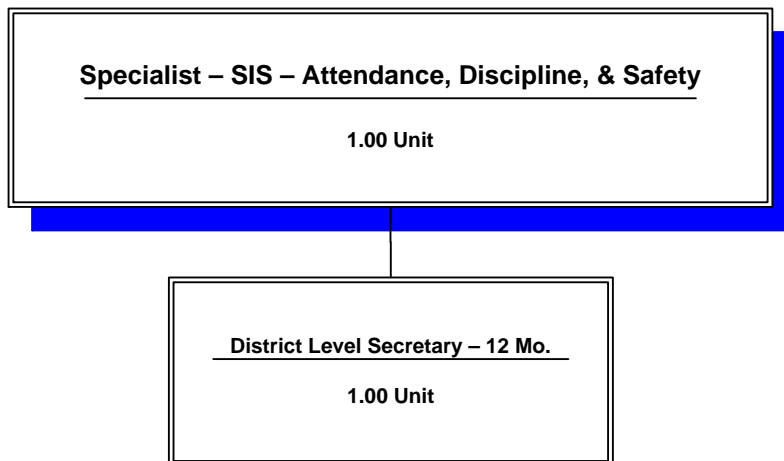 Specialist – SIS – Attendance, Discipline, & Safety
1.00 Unit
District Level Secretary – 12 Mo.
1.00 Unit